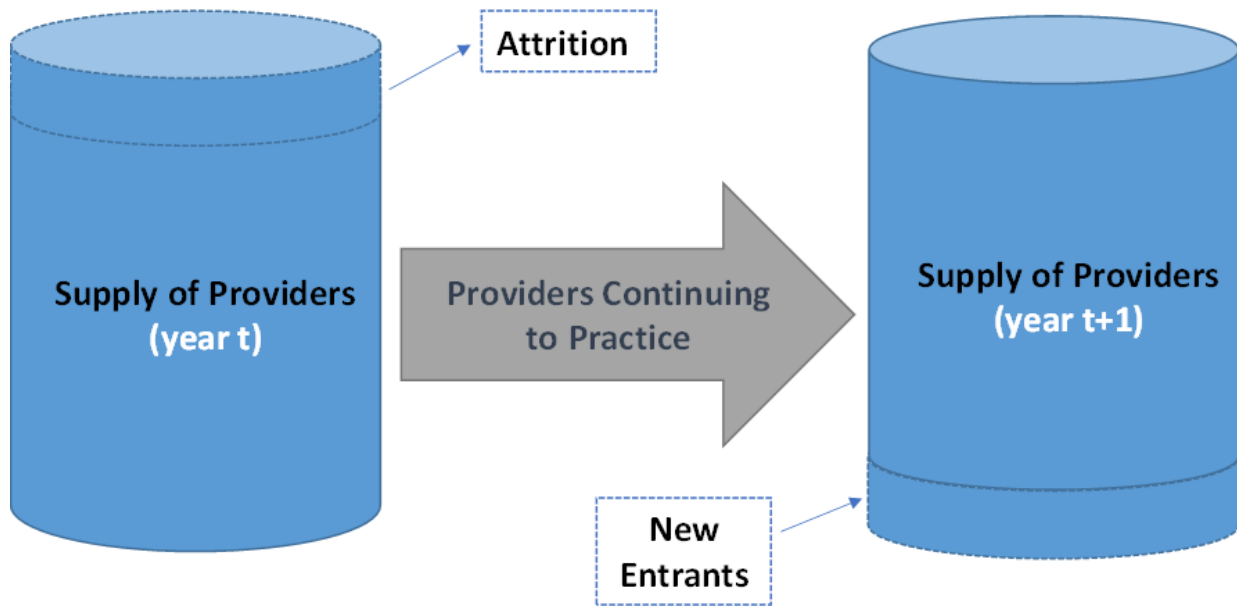 Attrition
Supply of Providers
(year t)
Providers Continuing
to Practice
Supply of Providers
(year t+1)
New
Entrants